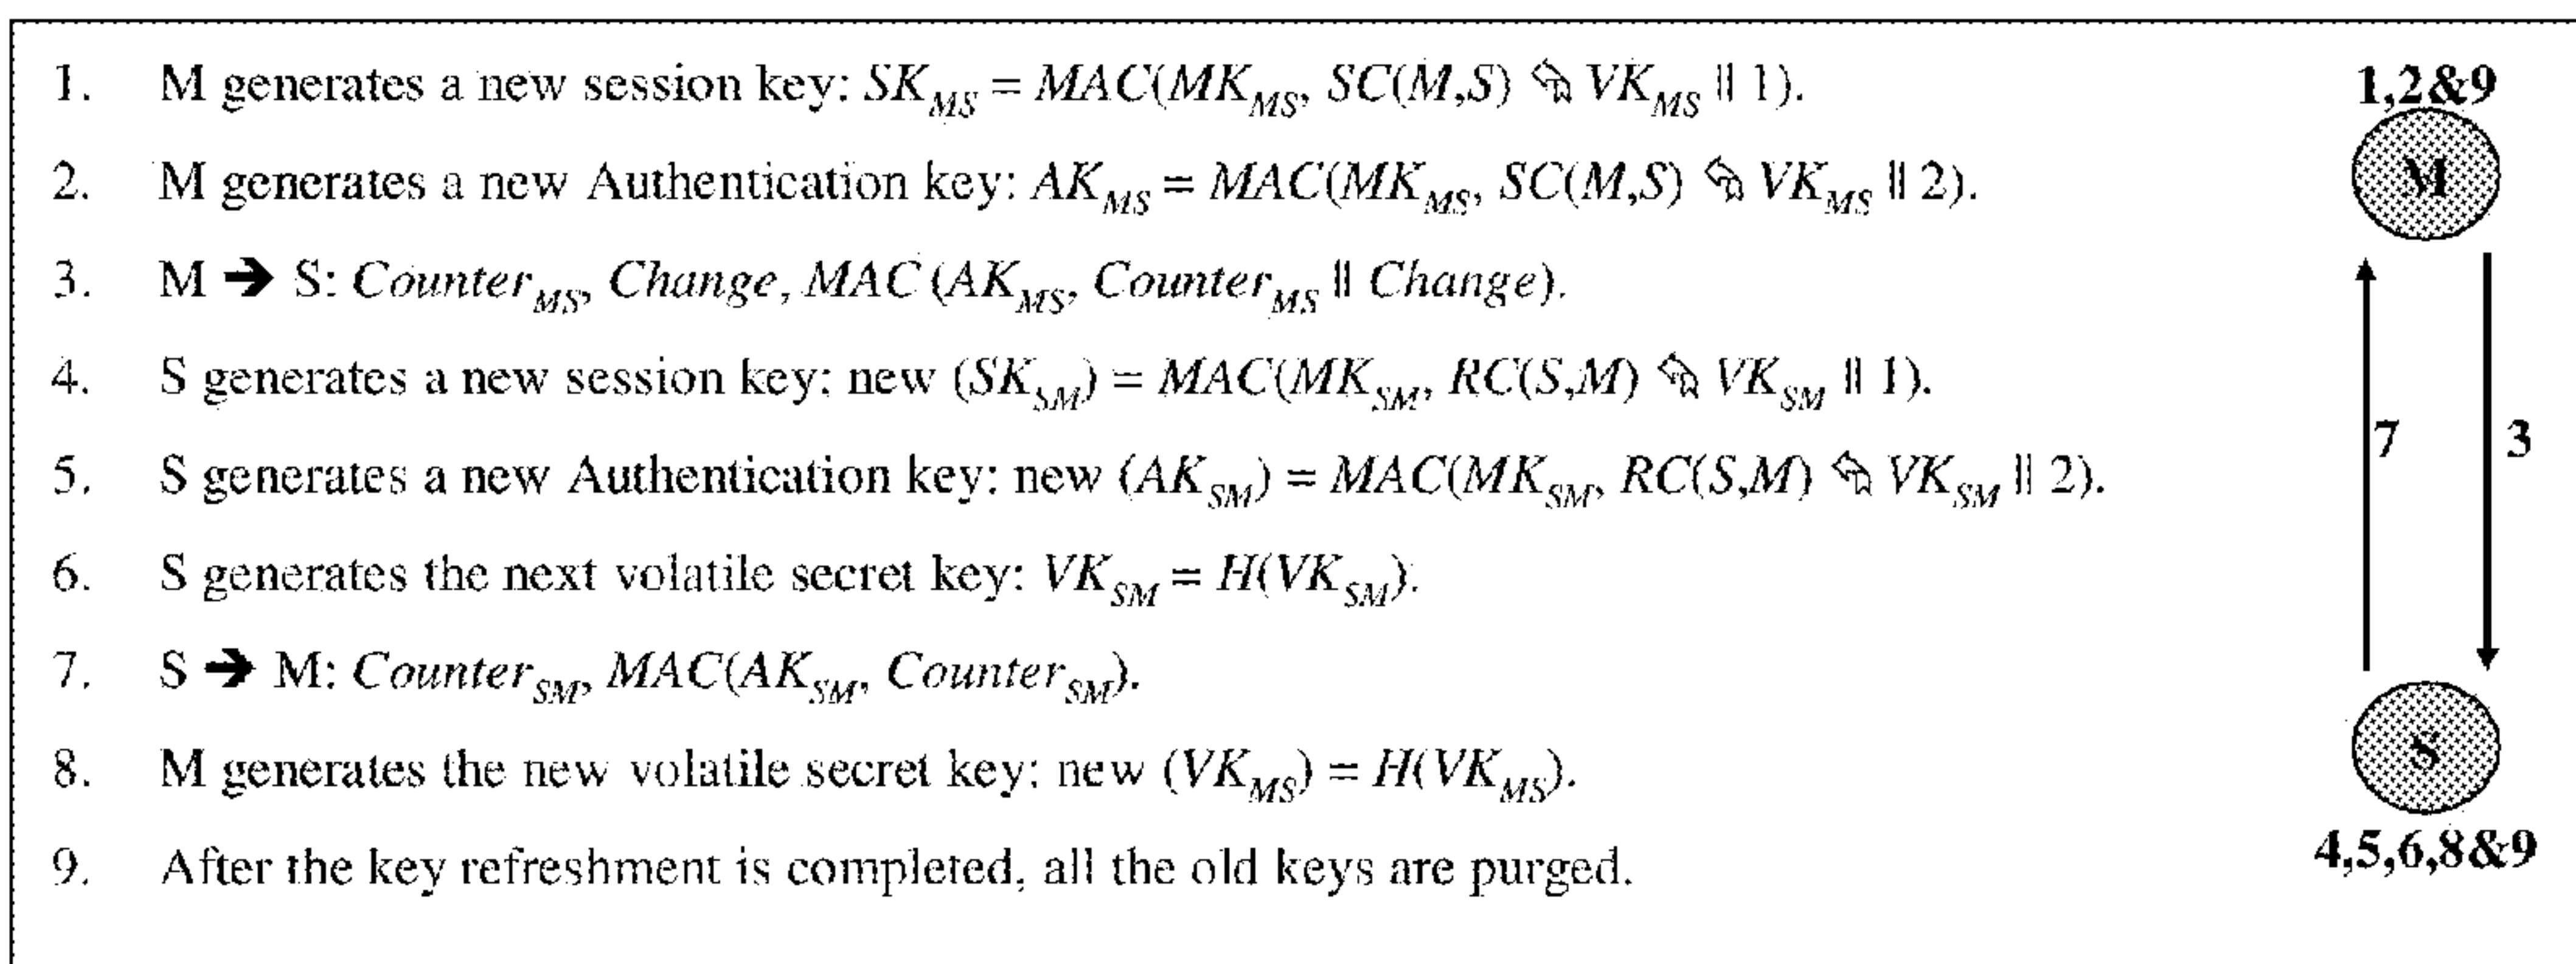 1. M generates a new session key: SK_MS = MAC(MK_MS, SC(M,S) ⇖ VK_MS || 1).
2. M generates a new Authentication key: AK_MS = MAC(MK_MS, SC(M,S) ⇖ VK_MS || 2).
3. M ➔ S: Counter_MS, Change, MAC (AK_MS, Counter_MS || Change).
4. S generates a new session key: new (SK_SM) = MAC(MK_SM, RC(S,M) ⇖ VK_SM || 1).
5. S generates a new Authentication key: new (AK_SM) = MAC(MK_SM, RC(S,M) ⇖ VK_SM || 2).
6. S generates the next volatile secret key: VK_SM = H(VK_SM).
7. S ➔ M: Counter_SM, MAC(AK_SM, Counter_SM).
8. M generates the new volatile secret key: new (VK_MS) = H(VK_MS).
9. After the key refreshment is completed, all the old keys are purged.
1,2&9
M
7 3
S
4,5,6,8&9